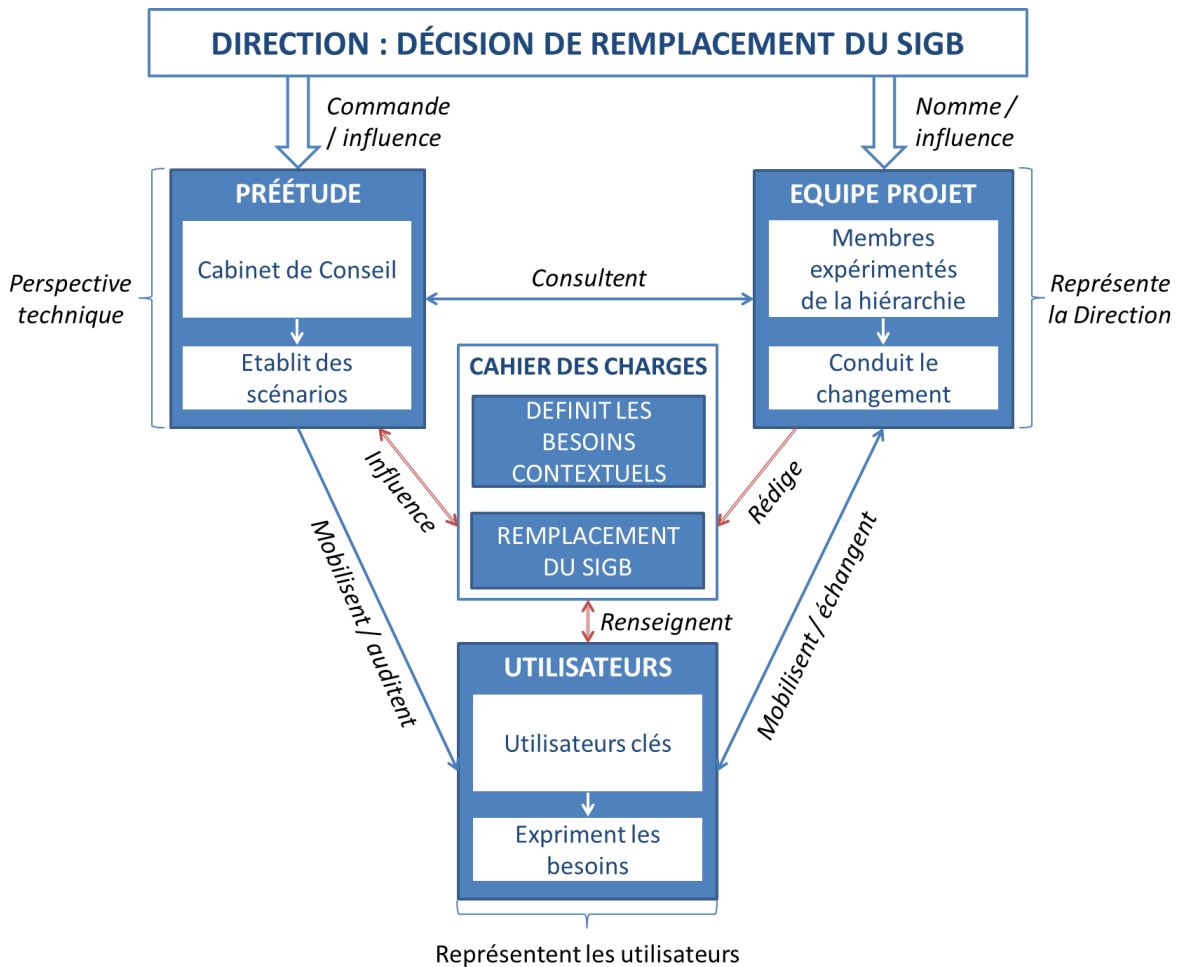 DIRECTION : DÉCISION DE REMPLACEMENT DU SIGB
Commande
/ influence
Nomme /
influence
PRÉÉTUDE
Cabinet de Conseil
Etablit des
scénarios
Perspective
technique
EQUIPE PROJET
Membres
expérimentés
de la hiérarchie
Conduit le
changement
Représente
la Direction
Consultent
CAHIER DES CHARGES
DEFINIT LES
BESOINS
CONTEXTUELS
REMPLACEMENT
DU SIGB
Influence
Rédige
Mobilisent / auditent
Renseignent
Mobilisent / échangent
UTILISATEURS
Utilisateurs clés
Expriment les
besoins
Représentent les utilisateurs